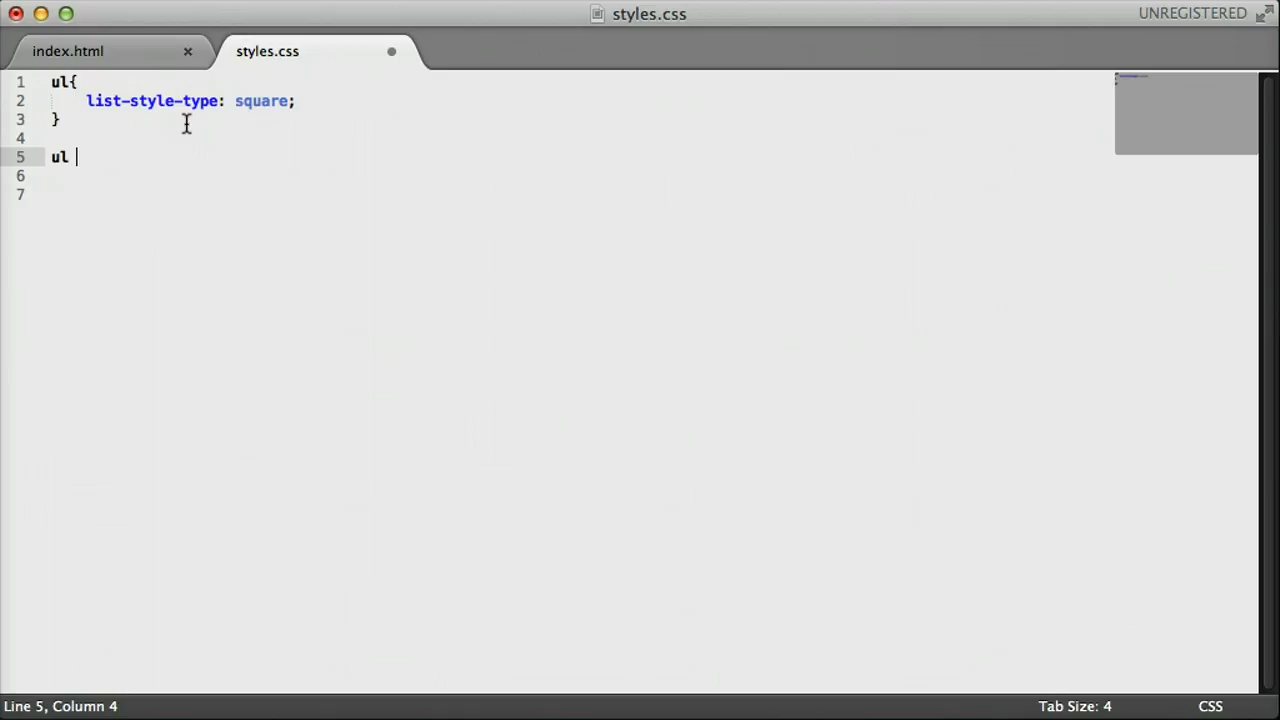 styles.css
UNREGISTERED
index.html
styles.css
1 ul{
2 list-style-type: square;
3 }
4
5 ul
6
7
Line 5, Column 4
Tab Size: 4
CSS